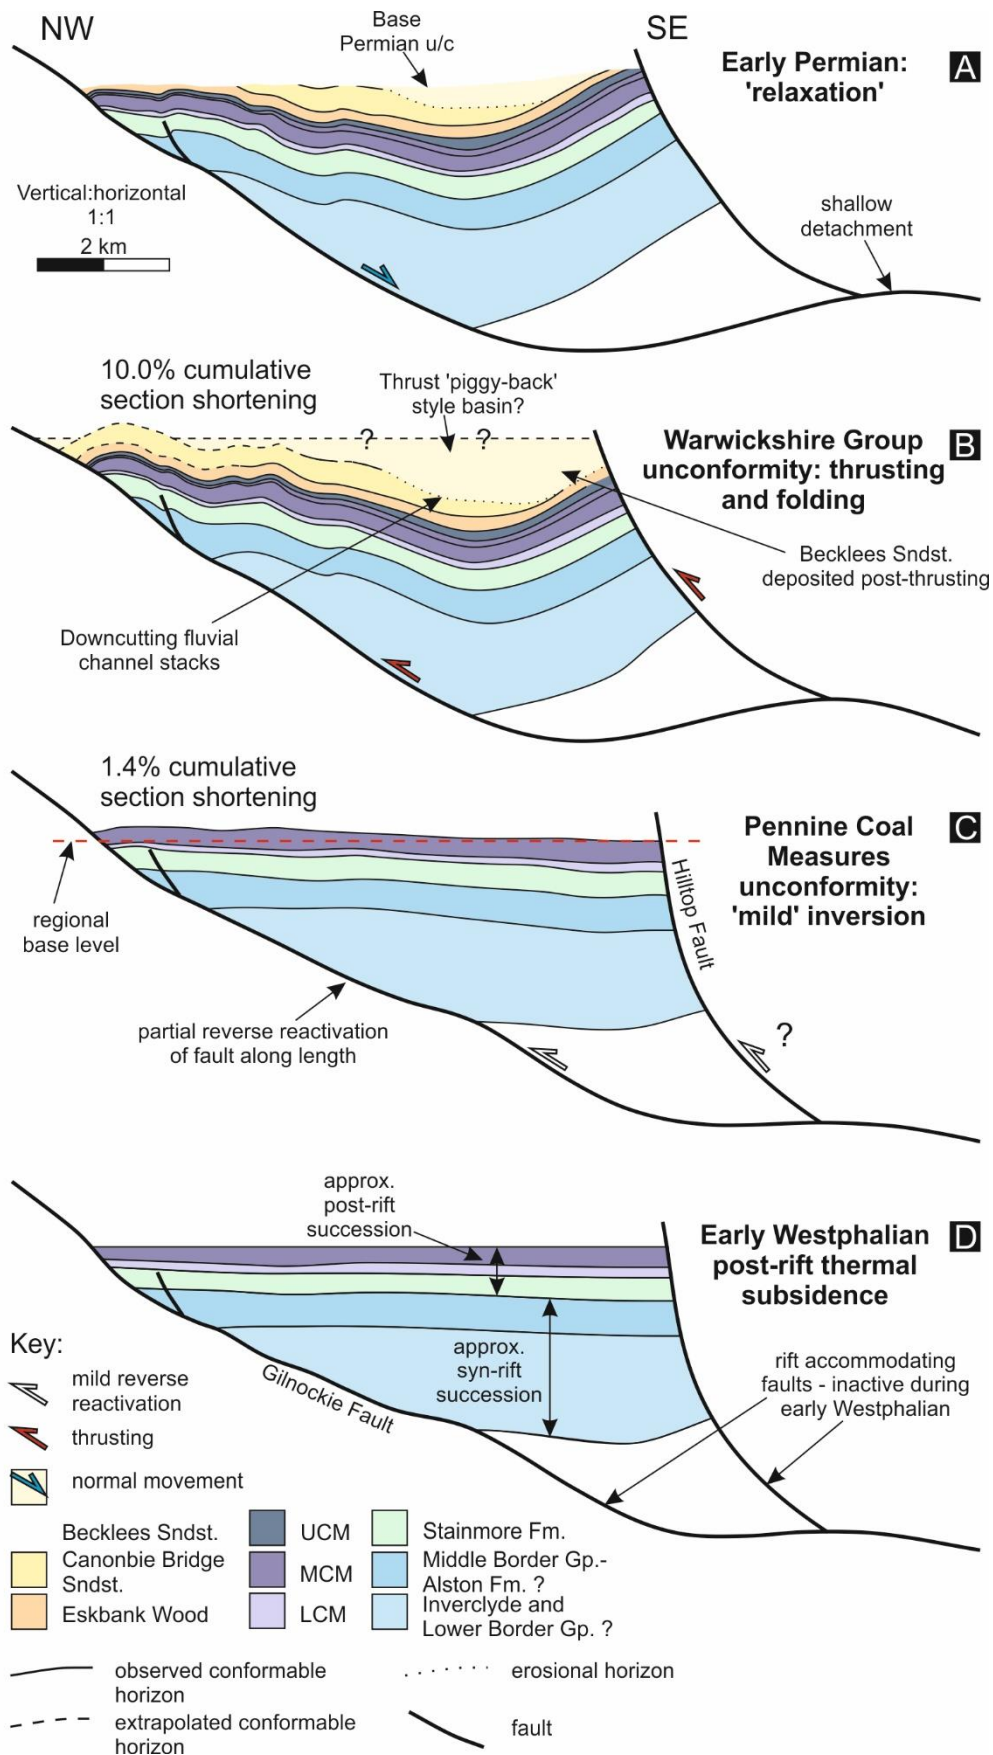 NW
Base
Permian u/c
SE
Early Permian:
'relaxation'
A
Vertical:horizontal
1:1
2 km
shallow
detachment
10.0% cumulative
section shortening
Thrust 'piggy-back'
style basin?
? ?
Warwickshire Group
unconformity: thrusting
and folding
B
Becklees Sndst.
deposited post-thrusting
Downcutting fluvial
channel stacks
1.4% cumulative
section shortening
Pennine Coal
Measures
unconformity:
'mild' inversion
C
Hilltop Fault
regional
base level
partial reverse reactivation
of fault along length
?
approx.
post-rift
succession
Early Westphalian
post-rift thermal
subsidence
D
approx.
syn-rift
succession
Gilnockie Fault
rift accommodating
faults - inactive during
early Westphalian
Key:
mild reverse
reactivation
thrusting
normal movement
Becklees Sndst.
Canonbie Bridge
Sndst.
Eskbank Wood
UCM
MCM
LCM
Stainmore Fm.
Middle Border Gp.-
Alston Fm. ?
Inverclyde and
Lower Border Gp. ?
observed conformable
horizon
extrapolated conformable
horizon
erosional horizon
fault